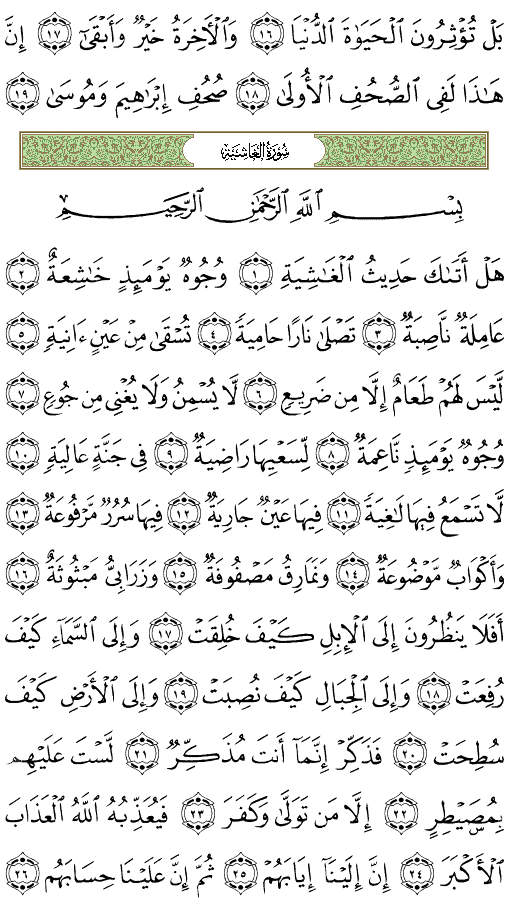 بَلْ تُؤْثِرُونَ ٱلْحَيَوٰةَ ٱلدُّنْيَا ١٦ وَٱلْأَخِرَةُ خَيْرٌ وَأَبْقَىٰٓ ١٧ إِنَّ
هَٰذَا لَفِى ٱلصُّحُفِ ٱلْأُولَىٰ ١٨ صُحُفِ إِبْرَٰهِيمَ وَمُوسَىٰ ١٩
سُورَةُ الغَاشِيَةِ
بِسْمِ ٱللَّهِ ٱلرَّحْمَٰنِ ٱلرَّحِيمِ
هَلْ أَتَىٰكَ حَدِيثُ ٱلْغَٰشِيَةِ ١ وُجُوهٌ يَوْمَئِذٍ خَٰشِعَةٌ ٢
عَامِلَةٌ نَّاصِبَةٌ ٣ تَصْلَىٰ نَارًا حَامِيَةً ٤ تُسْقَىٰ مِنْ عَيْنٍ ءَانِيَةٍ ٥
لَّيْسَ لَهُمْ طَعَامٌ إِلَّا مِن ضَرِيعٍ ٦ لَّا يُسْمِنُ وَلَا يُغْنِى مِن جُوعٍ ٧
وُجُوهٌ يَوْمَئِذٍ نَّاعِمَةٌ ٨ لِّسَعْيِهَا رَاضِيَةٌ ٩ فِى جَنَّةٍ عَالِيَةٍ ١٠
لَّا تَسْمَعُ فِيهَا لَٰغِيَةً ١١ فِيهَا عَيْنٌ جَارِيَةٌ ١٢ فِيهَا سُرُرٌ مَّرْفُوعَةٌ ١٣
وَأَكْوَابٌ مَّوْضُوعَةٌ ١٤ وَنَمَارِقُ مَصْفُوفَةٌ ١٥ وَزَرَابِىُّ مَبْثُوثَةٌ ١٦
أَفَلَا يَنظُرُونَ إِلَى ٱلْإِبِلِ كَيْفَ خُلِقَتْ ١٧ وَإِلَى ٱلسَّمَآءِ كَيْفَ
رُفِعَتْ ١٨ وَإِلَى ٱلْجِبَالِ كَيْفَ نُصِبَتْ ١٩ وَإِلَى ٱلْأَرْضِ كَيْفَ
سُطِحَتْ ٢٠ فَذَكِّرْ إِنَّمَآ أَنتَ مُذَكِّرٌ ٢١ لَّسْتَ عَلَيْهِم
بِمُصَۜيْطِرٍ ٢٢ إِلَّا مَن تَوَلَّىٰ وَكَفَرَ ٢٣ فَيُعَذِّبُهُ ٱللَّهُ ٱلْعَذَابَ
ٱلْأَكْبَرَ ٢٤ إِنَّ إِلَيْنَآ إِيَابَهُمْ ٢٥ ثُمَّ إِنَّ عَلَيْنَا حِسَابَهُم ٢٦